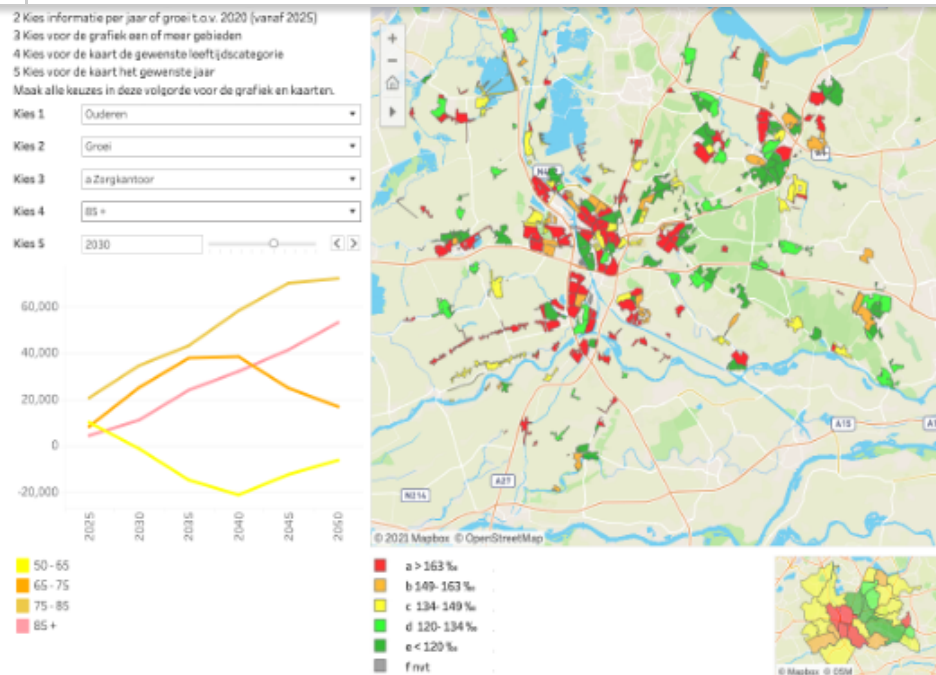 2 Kies informatie per jaar of groei t.o.v. 2020 (vanaf 2025)
3 Kies voor de grafiek een of meer gebieden
4 Kies voor de kaart de gewenste leeftijdscategorie
5 Kies voor de kaart het gewenste jaar
Maak alle keuzes in deze volgorde voor de grafiek en kaarten.
Kies 1 Ouderen
Kies 2 Groei
Kies 3 a Zorgkantoor
Kies 4 85 +
Kies 5 2030
60,000
40,000
20,000
0
-20,000
2025 2030 2035 2040 2045 2050
50 - 65
65 - 75
75 - 85
85 +
A15
A27
N214
© 2021 Mapbox © OpenStreetMap
a > 163 ‰
b 149- 163 ‰
c 134- 149 ‰
d 120- 134 ‰
e < 120 ‰
f nvt
© Mapbox © OSM